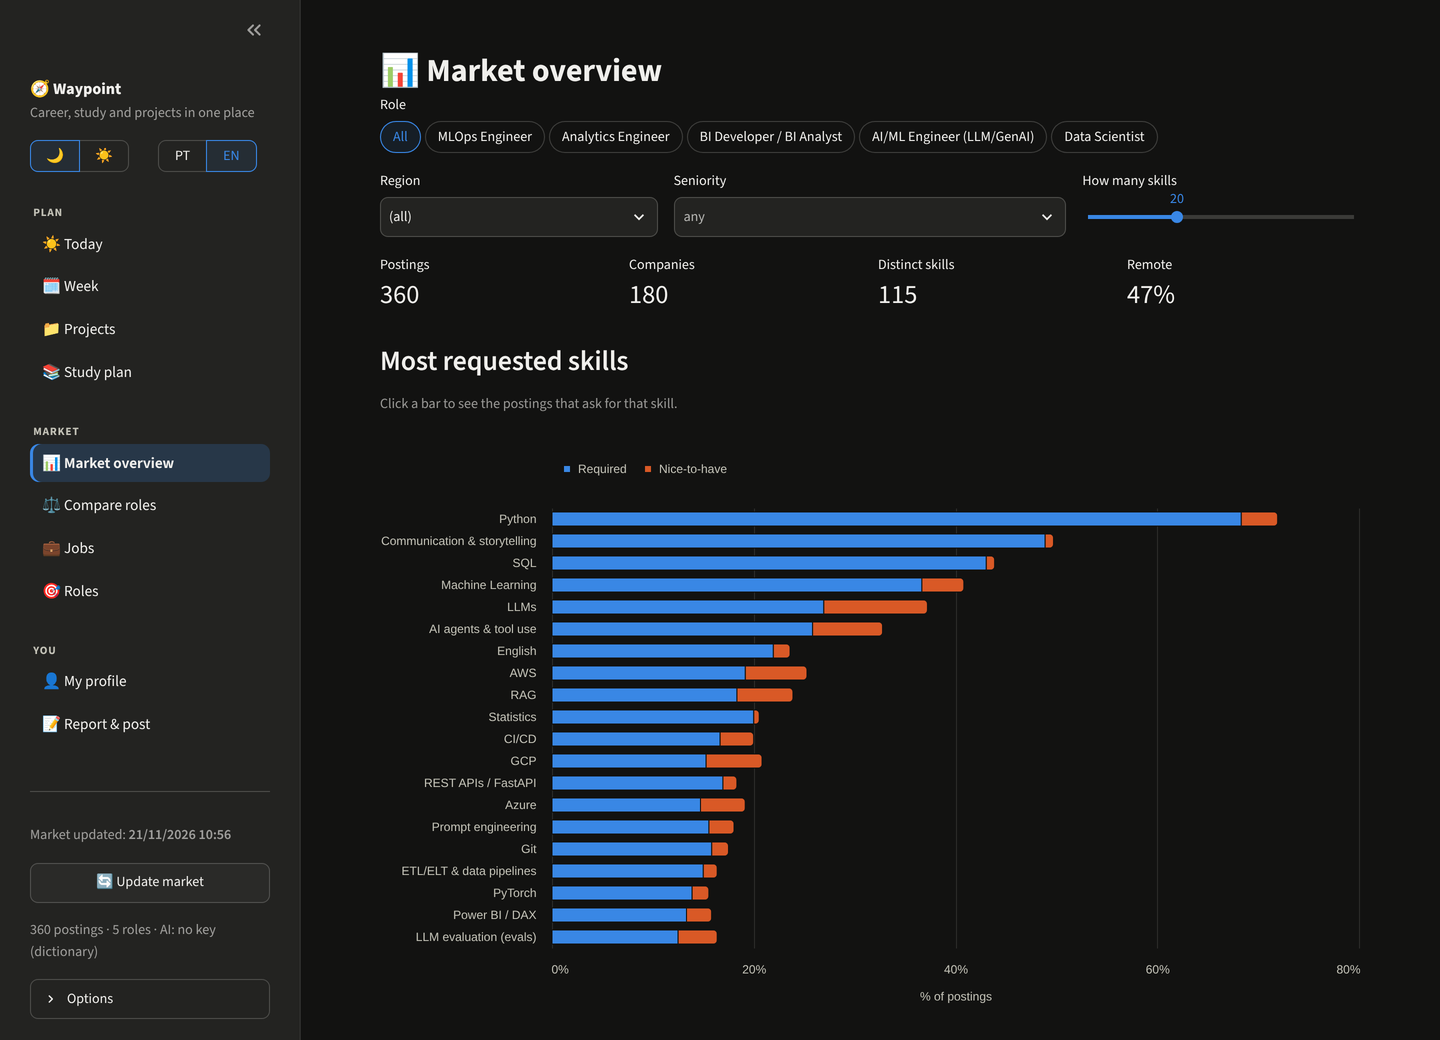 Waypoint
Career, study and projects in one place
PT EN
PLAN
Today
Week
Projects
Study plan
MARKET
Market overview
Compare roles
Jobs
Roles
YOU
My profile
Report & post
Market updated: 21/11/2026 10:56
Update market
360 postings · 5 roles · AI: no key
(dictionary)
Options
Market overview
Role
All MLOps Engineer Analytics Engineer BI Developer / BI Analyst AI/ML Engineer (LLM/GenAI) Data Scientist
Region Seniority How many skills
20
(all) any
Postings Companies Distinct skills Remote
360 180 115 47%
Most requested skills
Click a bar to see the postings that ask for that skill.
Required Nice-to-have
Python
Communication & storytelling
SQL
Machine Learning
LLMs
AI agents & tool use
English
AWS
RAG
Statistics
CI/CD
GCP
REST APIs / FastAPI
Azure
Prompt engineering
Git
ETL/ELT & data pipelines
PyTorch
Power BI / DAX
LLM evaluation (evals)
0% 20% 40% 60% 80%
% of postings